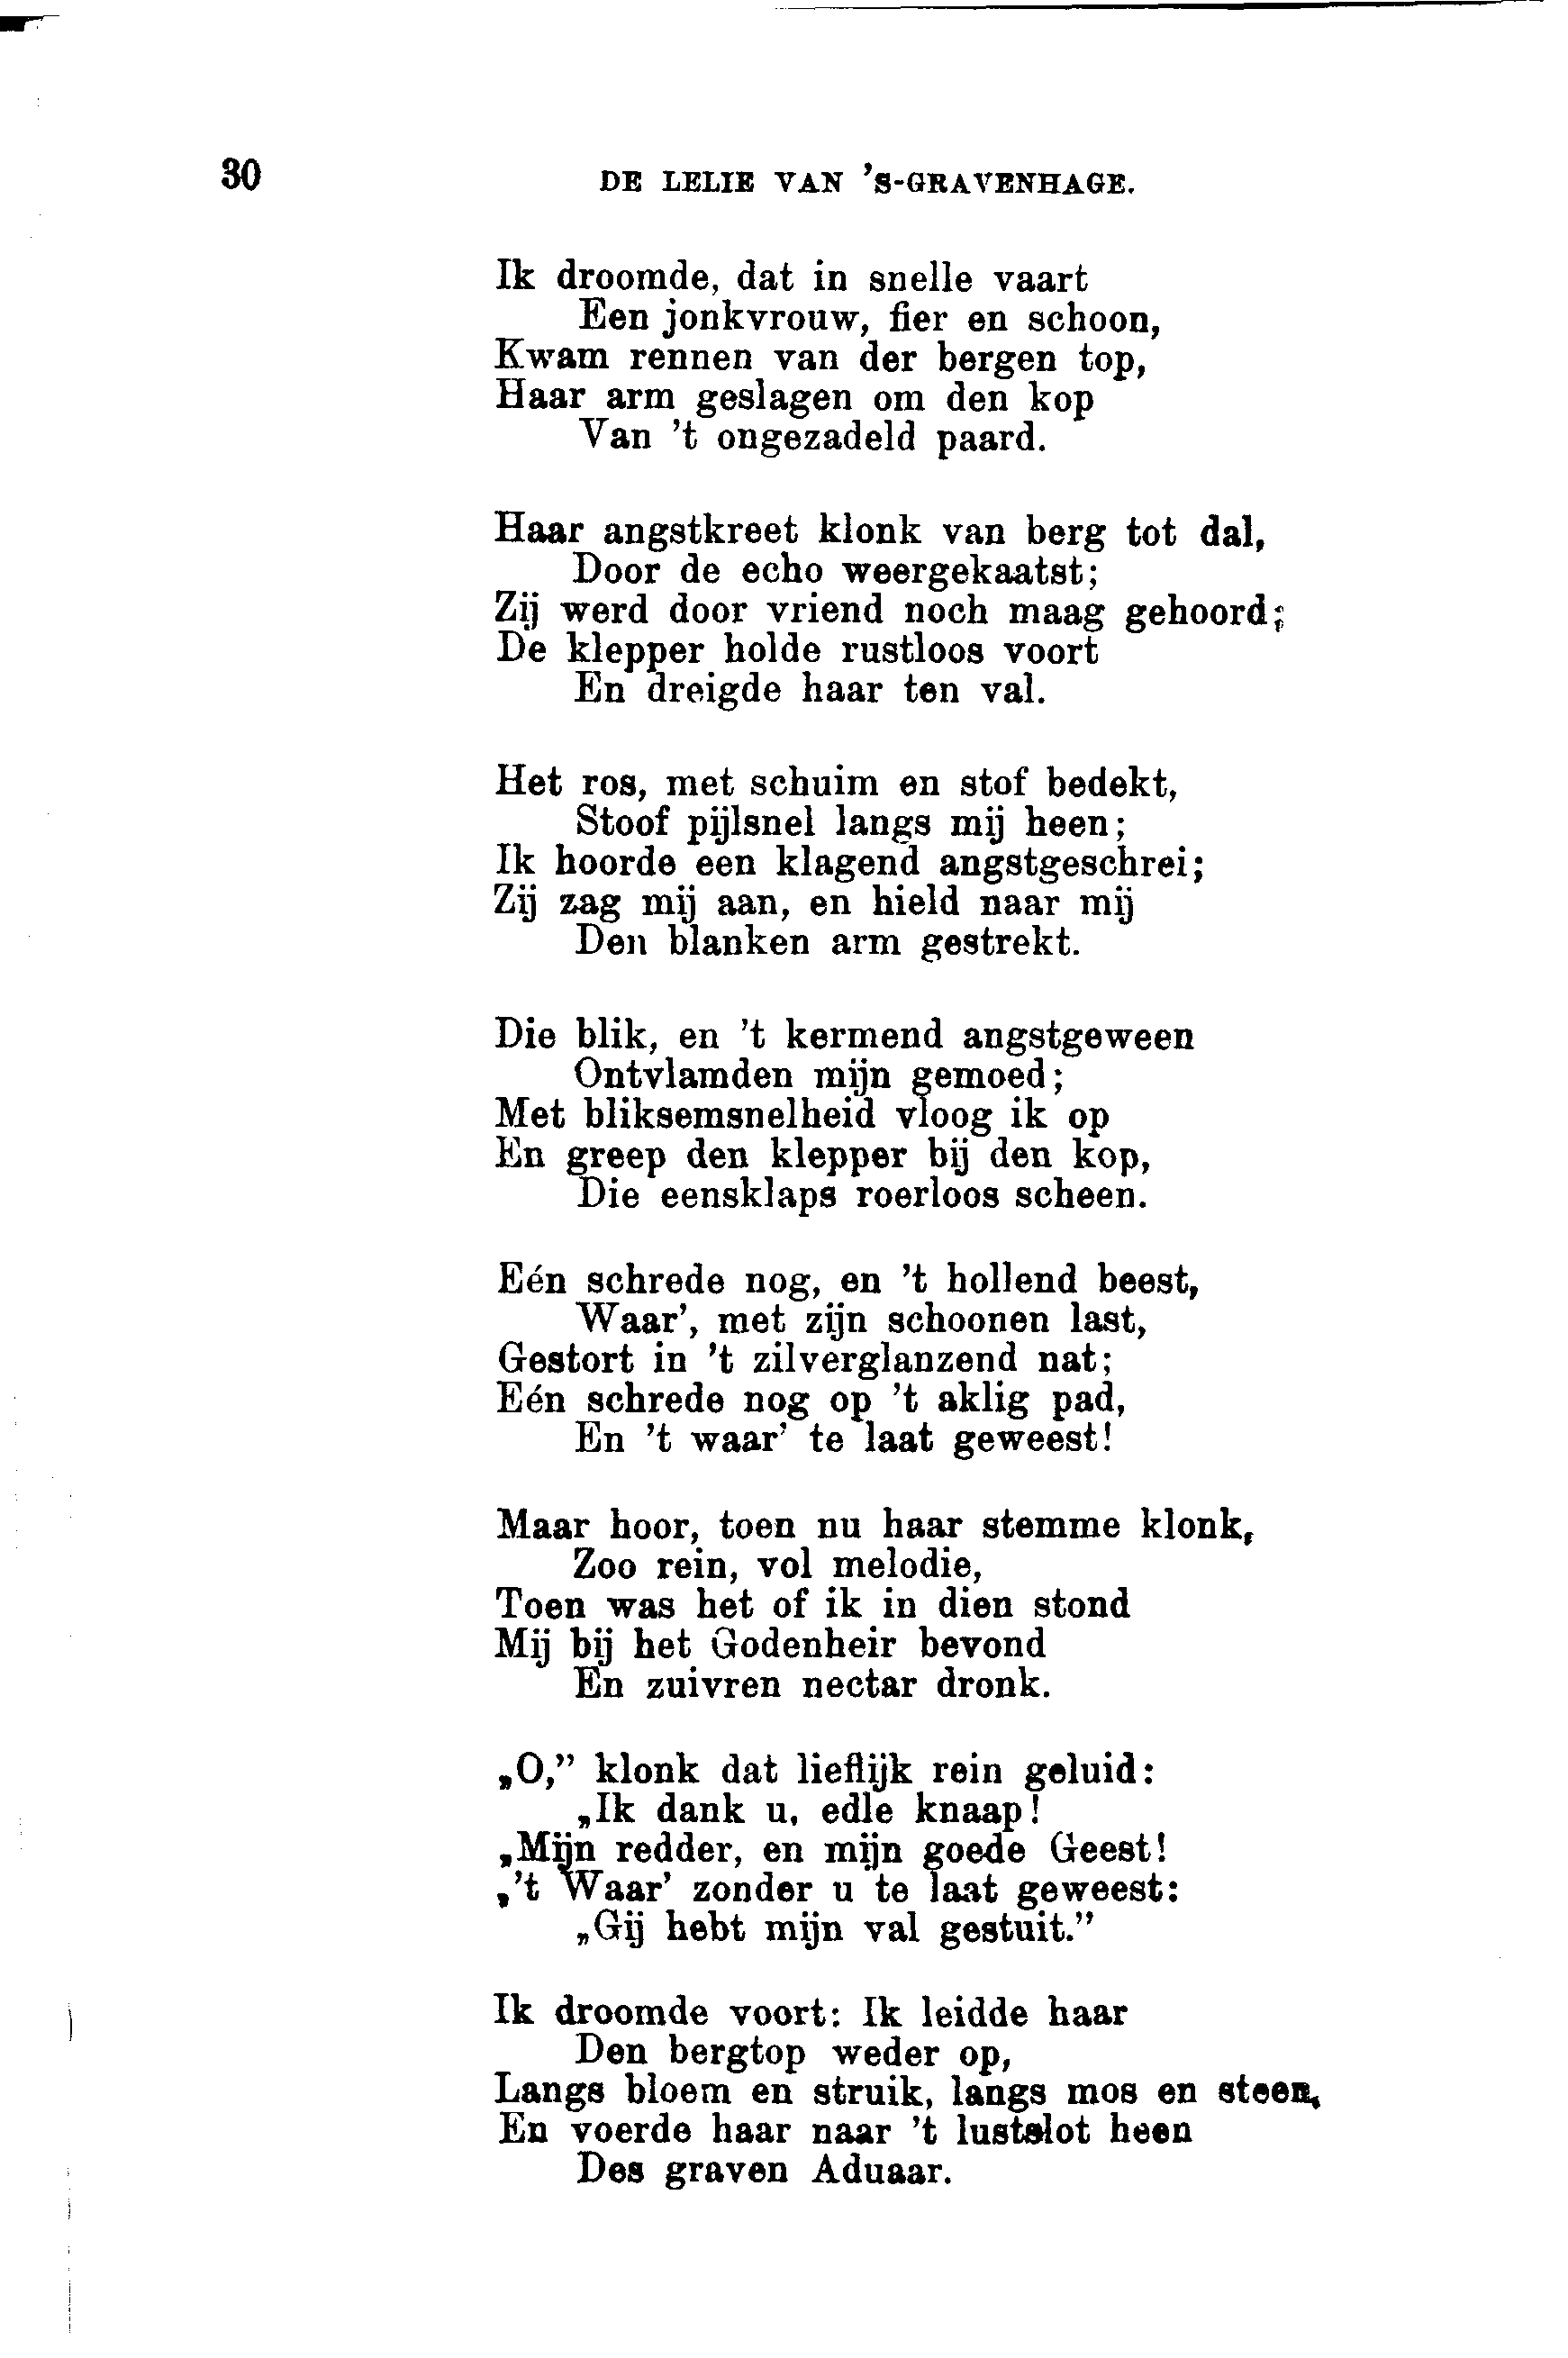 30
DE LELIE VAN 'S-GRAVENHAGE.
Ik droomde, dat in snelle vaart
Een jonkvrouw, fier en schoon,
Kwam rennen van der bergen top,
Haar arm geslagen om den kop
Van 't ongezadeld paard.
Haar angstkreet klonk van berg tot dal,
Door de echo weergekaatst;
Zij werd door vriend noch maag gehoord;
De klepper holde rustloos voort
En dreigde haar ten val.
Het ros, met schuim en stof bedekt,
Stoof pijlsnel langs mij heen;
Ik hoorde een klagend angstgeschrei;
Zij zag mij aan, en hield naar mij
Den blanken arm gestrekt.
Die blik, en 't kermend angstgeween
Ontvlamden mijn gemoed;
Met bliksemsnelheid vloog ik op
En greep den klepper bij den kop,
Die eensklaps roerloos scheen.
Eén schrede nog, en 't hollend beest,
Waar', met zijn schoonen last,
Gestort in 't zilverglanzend nat;
Eén schrede nog op 't aklig pad,
En 't waar' te laat geweest!
Maar hoor, toen nu haar stemme klonk,
Zoo rein, vol melodie,
Toen was het of ik in dien stond
Mij bij het Godenheir bevond
En zuivren nectar dronk.
„O,” klonk dat lieflijk rein geluid:
„Ik dank u, edle knaap!
„Mijn redder, en mijn goede Geest!
„'t Waar' zonder u te laat geweest:
„Gij hebt mijn val gestuit.”
Ik droomde voort: Ik leidde haar
Den bergtop weder op,
Langs bloem en struik, langs mos en steen,
En voerde haar naar 't lustslot heen
Des graven Aduaar.